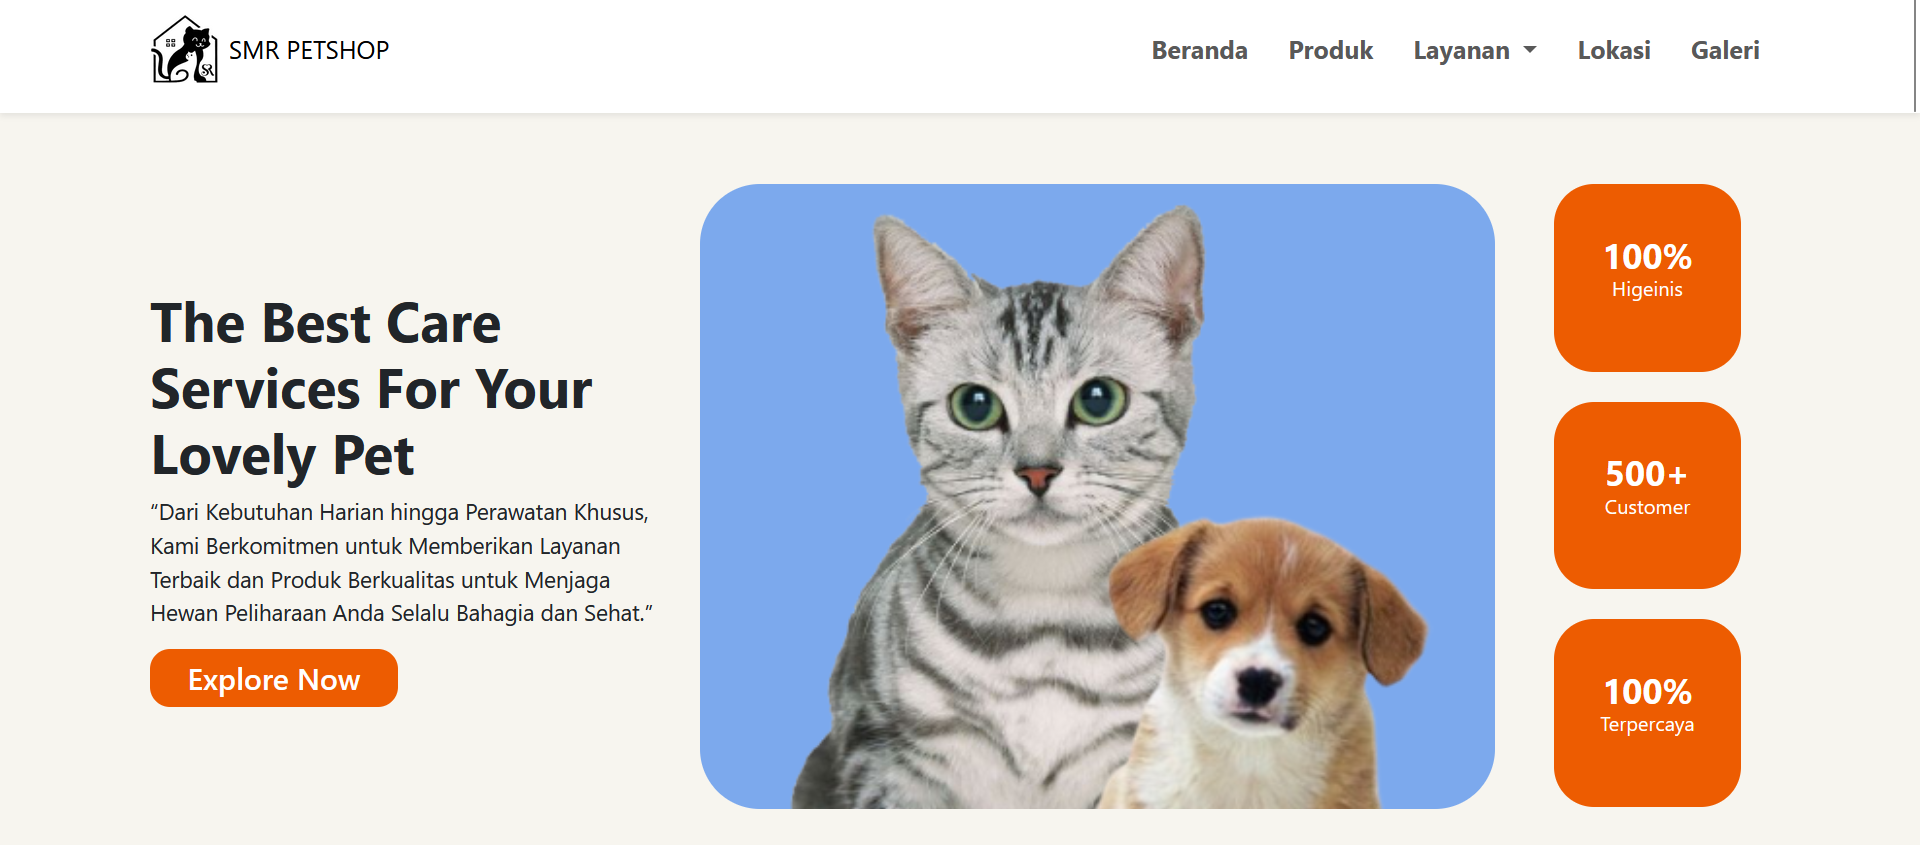 SMR PETSHOP
Beranda
Produk
Layanan
Lokasi
Galeri
The Best Care
Services For Your
Lovely Pet
“Dari Kebutuhan Harian hingga Perawatan Khusus,
Kami Berkomitmen untuk Memberikan Layanan
Terbaik dan Produk Berkualitas untuk Menjaga
Hewan Peliharaan Anda Selalu Bahagia dan Sehat.”
Explore Now
100%
Higeinis
500+
Customer
100%
Terpercaya